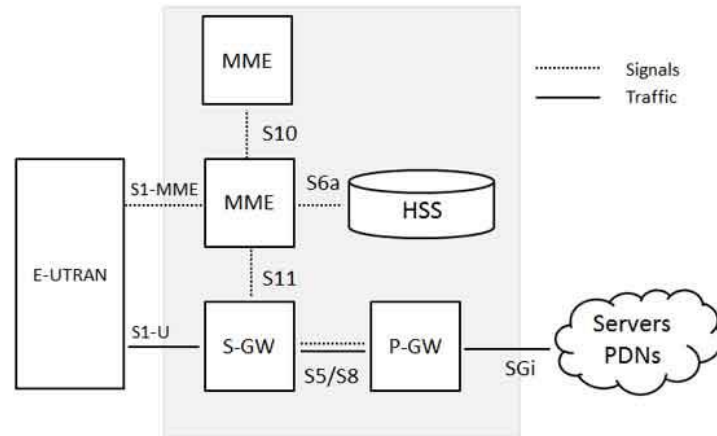 MME
Signals
Traffic
S10
S1-MME
MME
S6a
HSS
E-UTRAN
S11
S1-U
S-GW
S5/S8
P-GW
SGi
Servers
PDNs